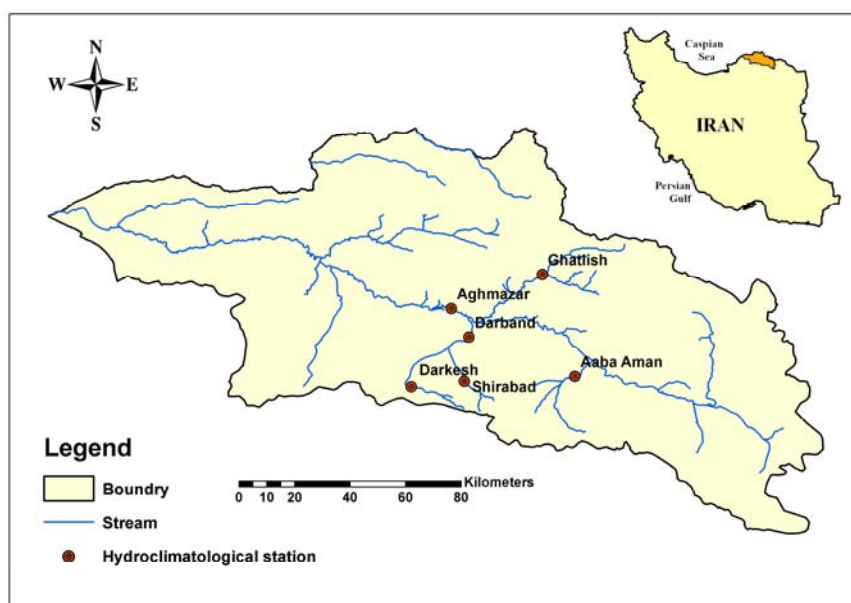 N
W E
S
Caspian
Sea
IRAN
Persian
Gulf
Ghatlish
Aghmazar
Darband
Aaba Aman
Darkesh
Shirabad
Legend
Boundry
Stream
Hydroclimatological station
Kilometers
0 10 20 40 60 80